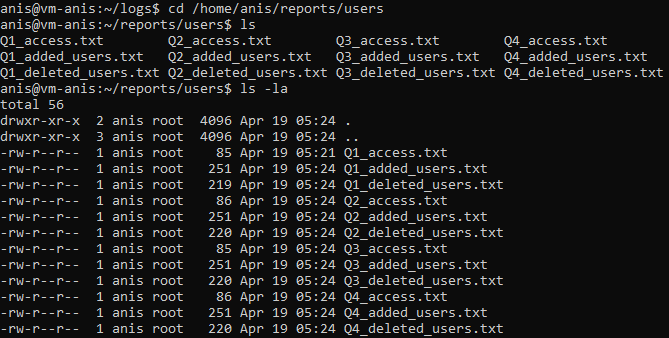 anis@vm-anis:~/logs$ cd /home/anis/reports/users
anis@vm-anis:~/reports/users$ ls
Q1_access.txt        Q2_access.txt        Q3_access.txt        Q4_access.txt
Q1_added_users.txt   Q2_added_users.txt   Q3_added_users.txt   Q4_added_users.txt
Q1_deleted_users.txt Q2_deleted_users.txt Q3_deleted_users.txt Q4_deleted_users.txt
anis@vm-anis:~/reports/users$ ls -la
total 56
drwxr-xr-x  2 anis root  4096 Apr 19 05:24 .
drwxr-xr-x  3 anis root  4096 Apr 19 05:24 ..
-rw-r--r--  1 anis root    85 Apr 19 05:21 Q1_access.txt
-rw-r--r--  1 anis root   251 Apr 19 05:24 Q1_added_users.txt
-rw-r--r--  1 anis root   219 Apr 19 05:24 Q1_deleted_users.txt
-rw-r--r--  1 anis root    86 Apr 19 05:24 Q2_access.txt
-rw-r--r--  1 anis root   251 Apr 19 05:24 Q2_added_users.txt
-rw-r--r--  1 anis root   220 Apr 19 05:24 Q2_deleted_users.txt
-rw-r--r--  1 anis root    85 Apr 19 05:24 Q3_access.txt
-rw-r--r--  1 anis root   251 Apr 19 05:24 Q3_added_users.txt
-rw-r--r--  1 anis root   220 Apr 19 05:24 Q3_deleted_users.txt
-rw-r--r--  1 anis root    86 Apr 19 05:24 Q4_access.txt
-rw-r--r--  1 anis root   251 Apr 19 05:24 Q4_added_users.txt
-rw-r--r--  1 anis root   220 Apr 19 05:24 Q4_deleted_users.txt